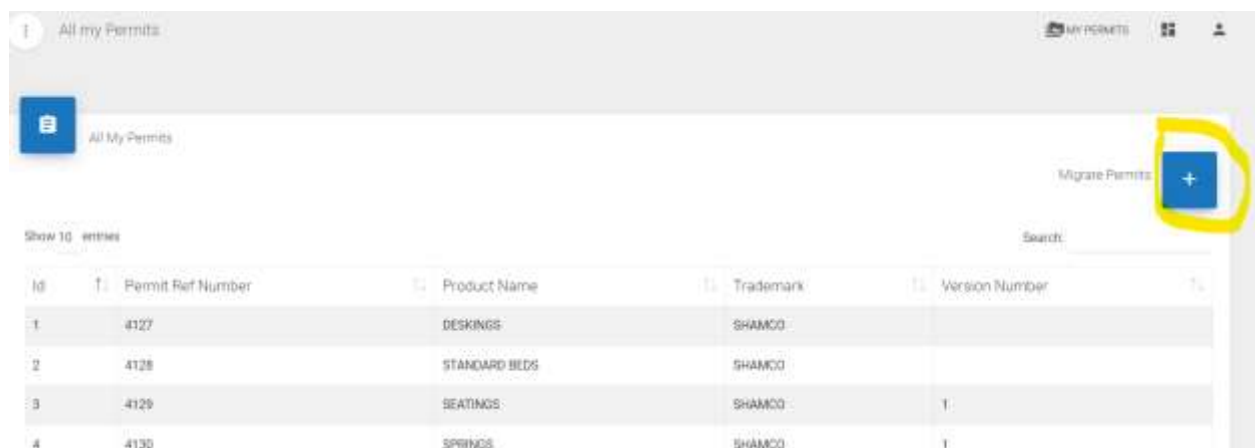 All my Permits MY PERMITS
All My Permits
Migrare Permits +
Show 10 entries Search:
Id Permit Ref Number Product Name Trademark Version Number
1 4127 DESKINGS SHAMCO
2 4128 STANDARD BEDS SHAMCO
3 4129 SEATINGS SHAMCO 1
4 4130 SPRINGS SHAMCO 1